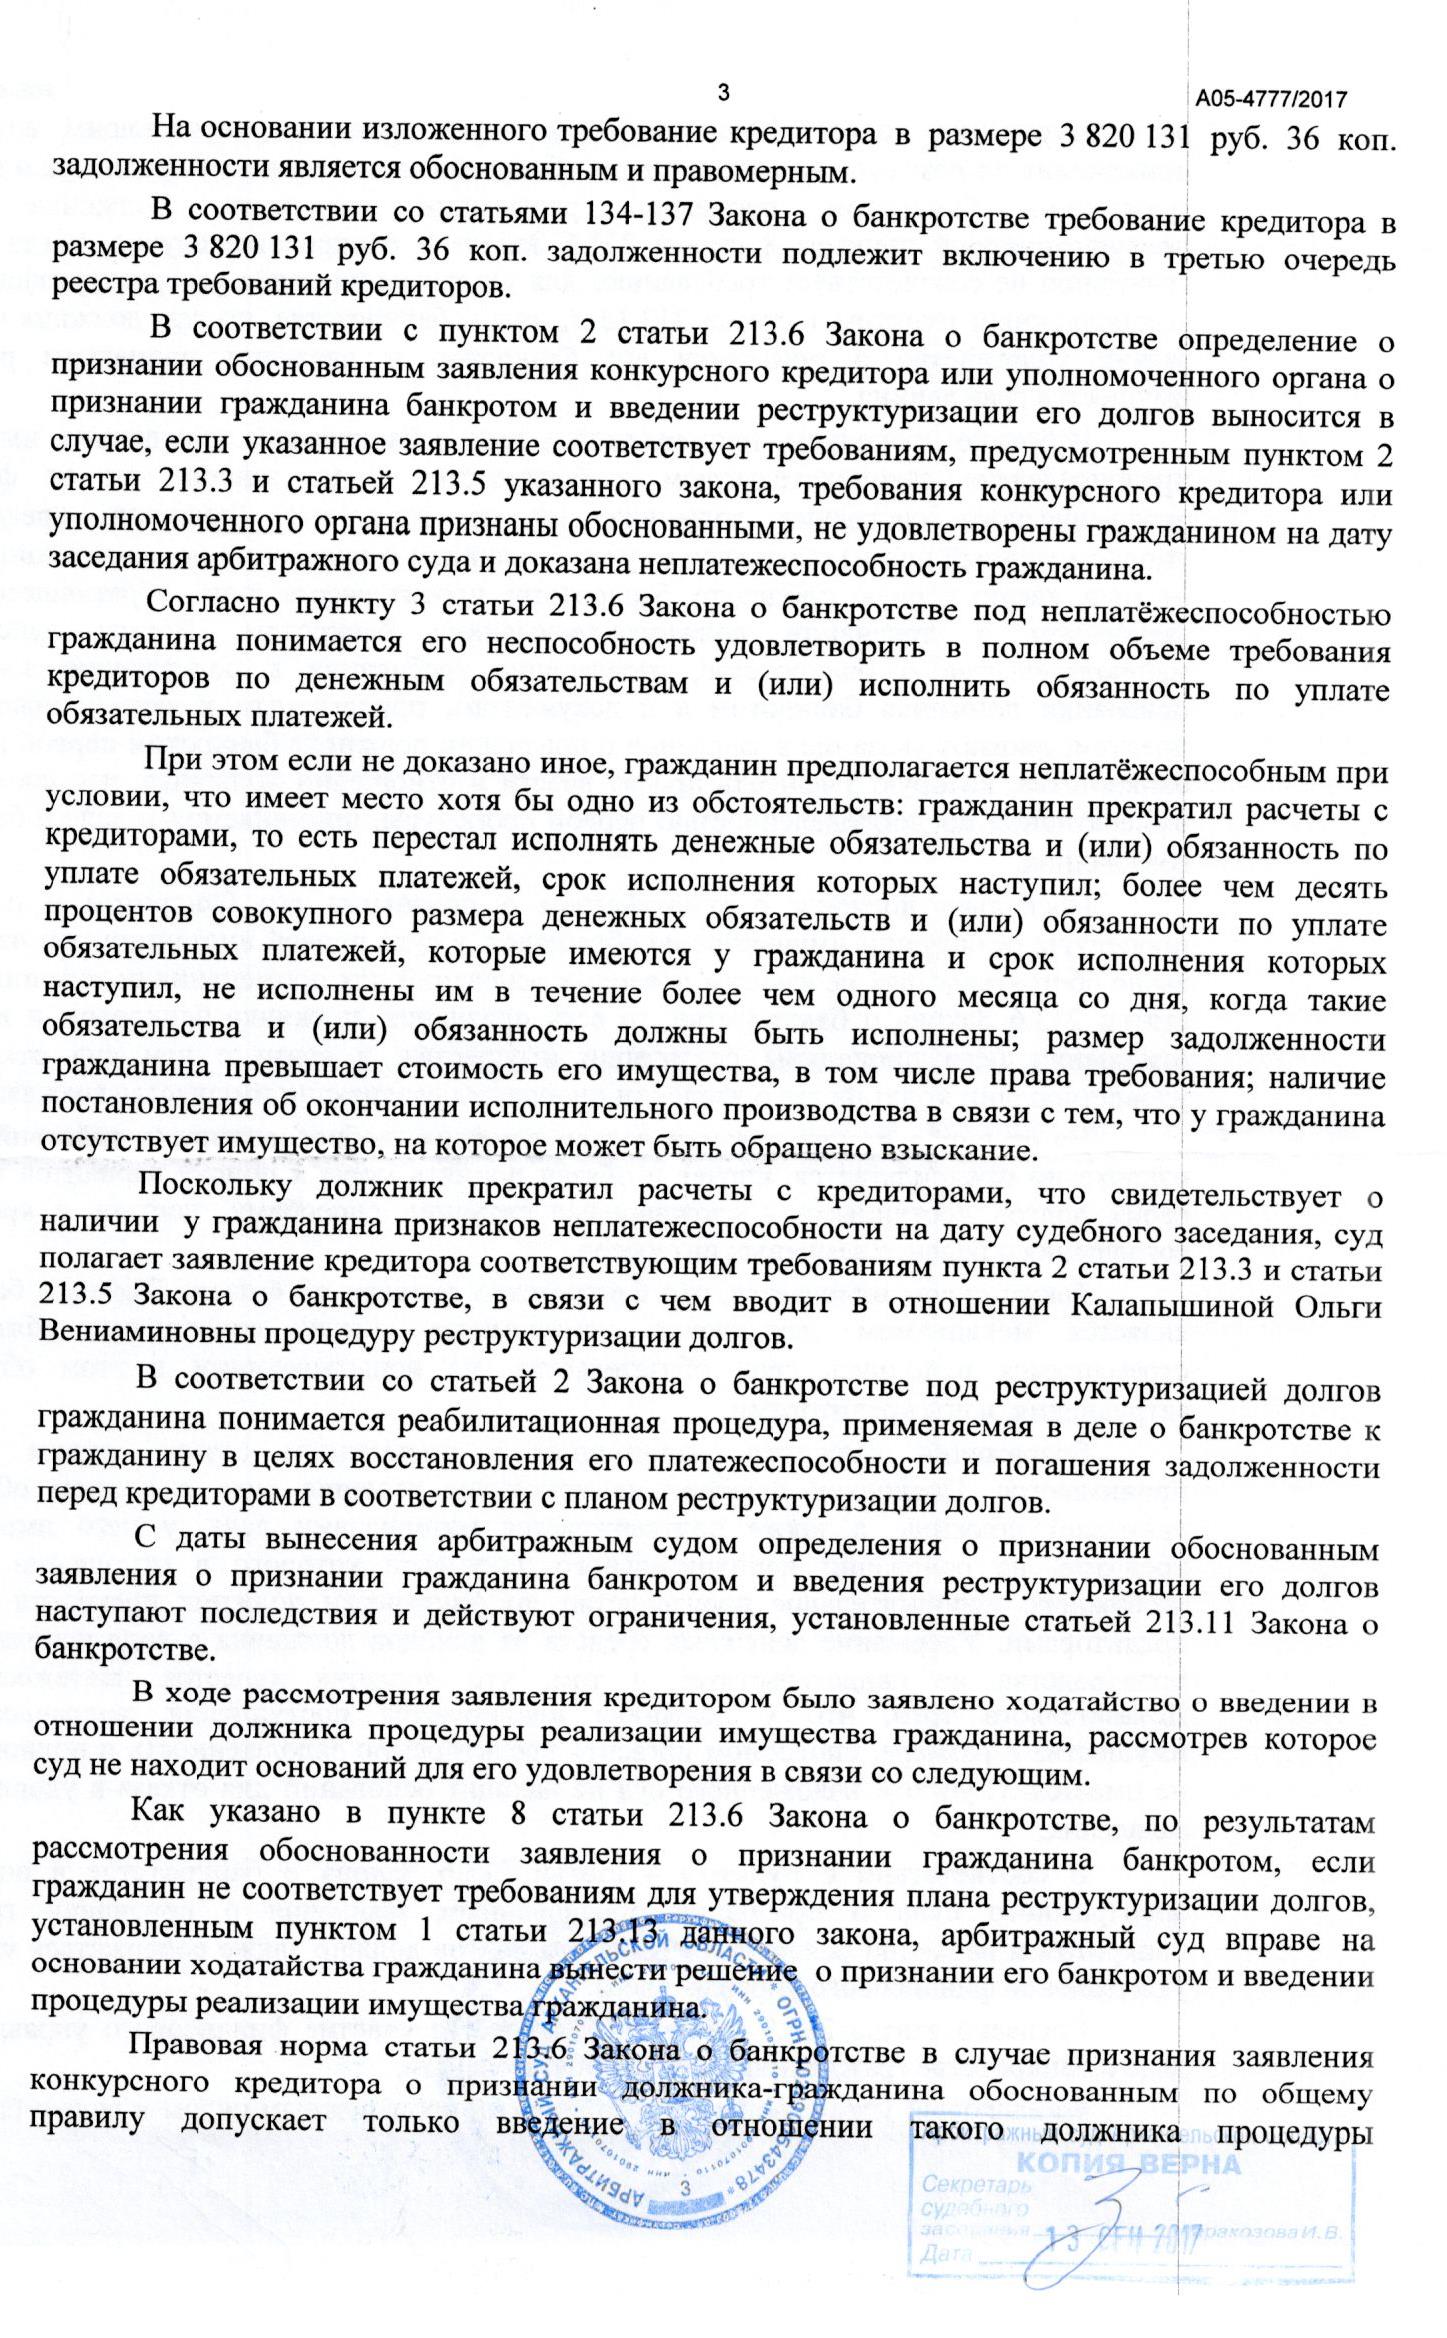 3
А05-4777/2017
На основании изложенного требование кредитора в размере 3 820 131 руб. 36 коп.
задолженности является обоснованным и правомерным.
В соответствии со статьями 134-137 Закона о банкротстве требование кредитора в
размере 3 820 131 руб. 36 коп. задолженности подлежит включению в третью очередь
реестра требований кредиторов.
В соответствии с пунктом 2 статьи 213.6 Закона о банкротстве определение о
признании обоснованным заявления конкурсного кредитора или уполномоченного органа о
признании гражданина банкротом и введении реструктуризации его долгов выносится в
случае, если указанное заявление соответствует требованиям, предусмотренным пунктом 2
статьи 213.3 и статьей 213.5 указанного закона, требования конкурсного кредитора или
уполномоченного органа признаны обоснованными, не удовлетворены гражданином на дату
заседания арбитражного суда и доказана неплатежеспособность гражданина.
Согласно пункту 3 статьи 213.6 Закона о банкротстве под неплатёжеспособностью
гражданина понимается его неспособность удовлетворить в полном объеме требования
кредиторов по денежным обязательствам и (или) исполнить обязанность по уплате
обязательных платежей.
При этом если не доказано иное, гражданин предполагается неплатёжеспособным при
условии, что имеет место хотя бы одно из обстоятельств: гражданин прекратил расчеты с
кредиторами, то есть перестал исполнять денежные обязательства и (или) обязанность по
уплате обязательных платежей, срок исполнения которых наступил; более чем десять
процентов совокупного размера денежных обязательств и (или) обязанности по уплате
обязательных платежей, которые имеются у гражданина и срок исполнения которых
наступил, не исполнены им в течение более чем одного месяца со дня, когда такие
обязательства и (или) обязанность должны быть исполнены; размер задолженности
гражданина превышает стоимость его имущества, в том числе права требования; наличие
постановления об окончании исполнительного производства в связи с тем, что у гражданина
отсутствует имущество, на которое может быть обращено взыскание.
Поскольку должник прекратил расчеты с кредиторами, что свидетельствует о
наличии у гражданина признаков неплатежеспособности на дату судебного заседания, суд
полагает заявление кредитора соответствующим требованиям пункта 2 статьи 213.3 и статьи
213.5 Закона о банкротстве, в связи с чем вводит в отношении Калапышиной Ольги
Вениаминовны процедуру реструктуризации долгов.
В соответствии со статьей 2 Закона о банкротстве под реструктуризацией долгов
гражданина понимается реабилитационная процедура, применяемая в деле о банкротстве к
гражданину в целях восстановления его платежеспособности и погашения задолженности
перед кредиторами в соответствии с планом реструктуризации долгов.
С даты вынесения арбитражным судом определения о признании обоснованным
заявления о признании гражданина банкротом и введения реструктуризации его долгов
наступают последствия и действуют ограничения, установленные статьей 213.11 Закона о
банкротстве.
В ходе рассмотрения заявления кредитором было заявлено ходатайство о введении в
отношении должника процедуры реализации имущества гражданина, рассмотрев которое
суд не находит оснований для его удовлетворения в связи со следующим.
Как указано в пункте 8 статьи 213.6 Закона о банкротстве, по результатам
рассмотрения обоснованности заявления о признании гражданина банкротом, если
гражданин не соответствует требованиям для утверждения плана реструктуризации долгов,
установленным пунктом 1 статьи 213.13 данного закона, арбитражный суд вправе на
основании ходатайства гражданина вынести решение о признании его банкротом и введении
процедуры реализации имущества гражданина.
Правовая норма статьи 213.6 Закона о банкротстве в случае признания заявления
конкурсного кредитора о признании должника-гражданина обоснованным по общему
правилу допускает только введение в отношении такого должника процедуры
АРБИТРАЖНЫЙ СУД АРХАНГЕЛЬСКОЙ ОБЛАСТИ * ОГРН
3
КОПИЯ ВЕРНА
Секретарь
судебного
заседания
Дата
13 СЕН 2017